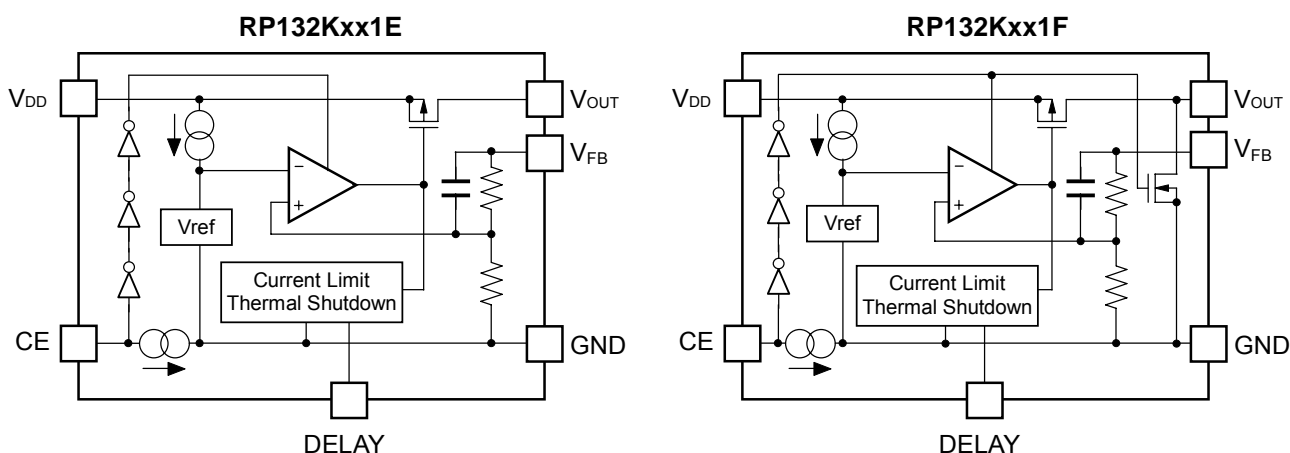 RP132Kxx1E
VDD
VOUT
VFB
−
+
Vref
Current Limit
Thermal Shutdown
CE
GND
DELAY
RP132Kxx1F
VDD
VOUT
VFB
−
+
Vref
Current Limit
Thermal Shutdown
CE
GND
DELAY